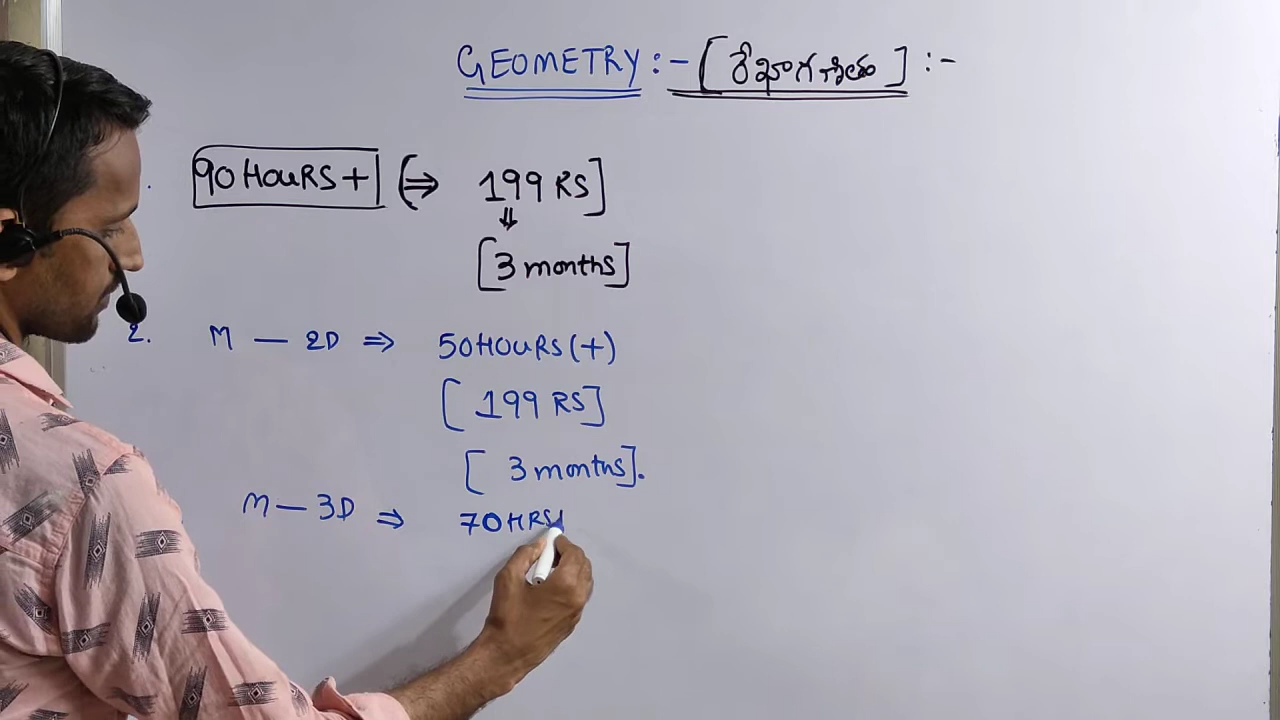 GEOMETRY :- [రేఖాగణితం] :-
90 HOURS + (⇒ 199 RS]
⇓
[3 months]
2. M — 2D ⇒ 50 HOURS (+)
[199 RS]
[3 months].
M — 3D ⇒ 70 HRS